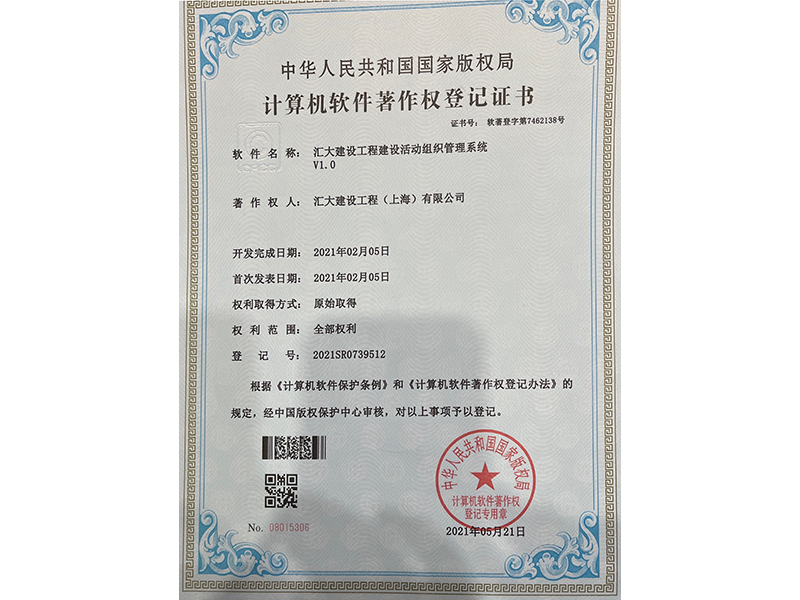 中华人民共和国国家版权局
计算机软件著作权登记证书
证书号： 软著登字第7462138号
软件名称： 汇大建设工程建设活动组织管理系统
V1.0
著作权人： 汇大建设工程（上海）有限公司
开发完成日期： 2021年02月05日
首次发表日期： 2021年02月05日
权利取得方式： 原始取得
权利范围： 全部权利
登记号： 2021SR0739512
根据《计算机软件保护条例》和《计算机软件著作权登记办法》的
规定，经中国版权保护中心审核，对以上事项予以登记。
中华人民共和国国家版权局
计算机软件著作权
登记专用章
No. 08015306
2021年05月21日